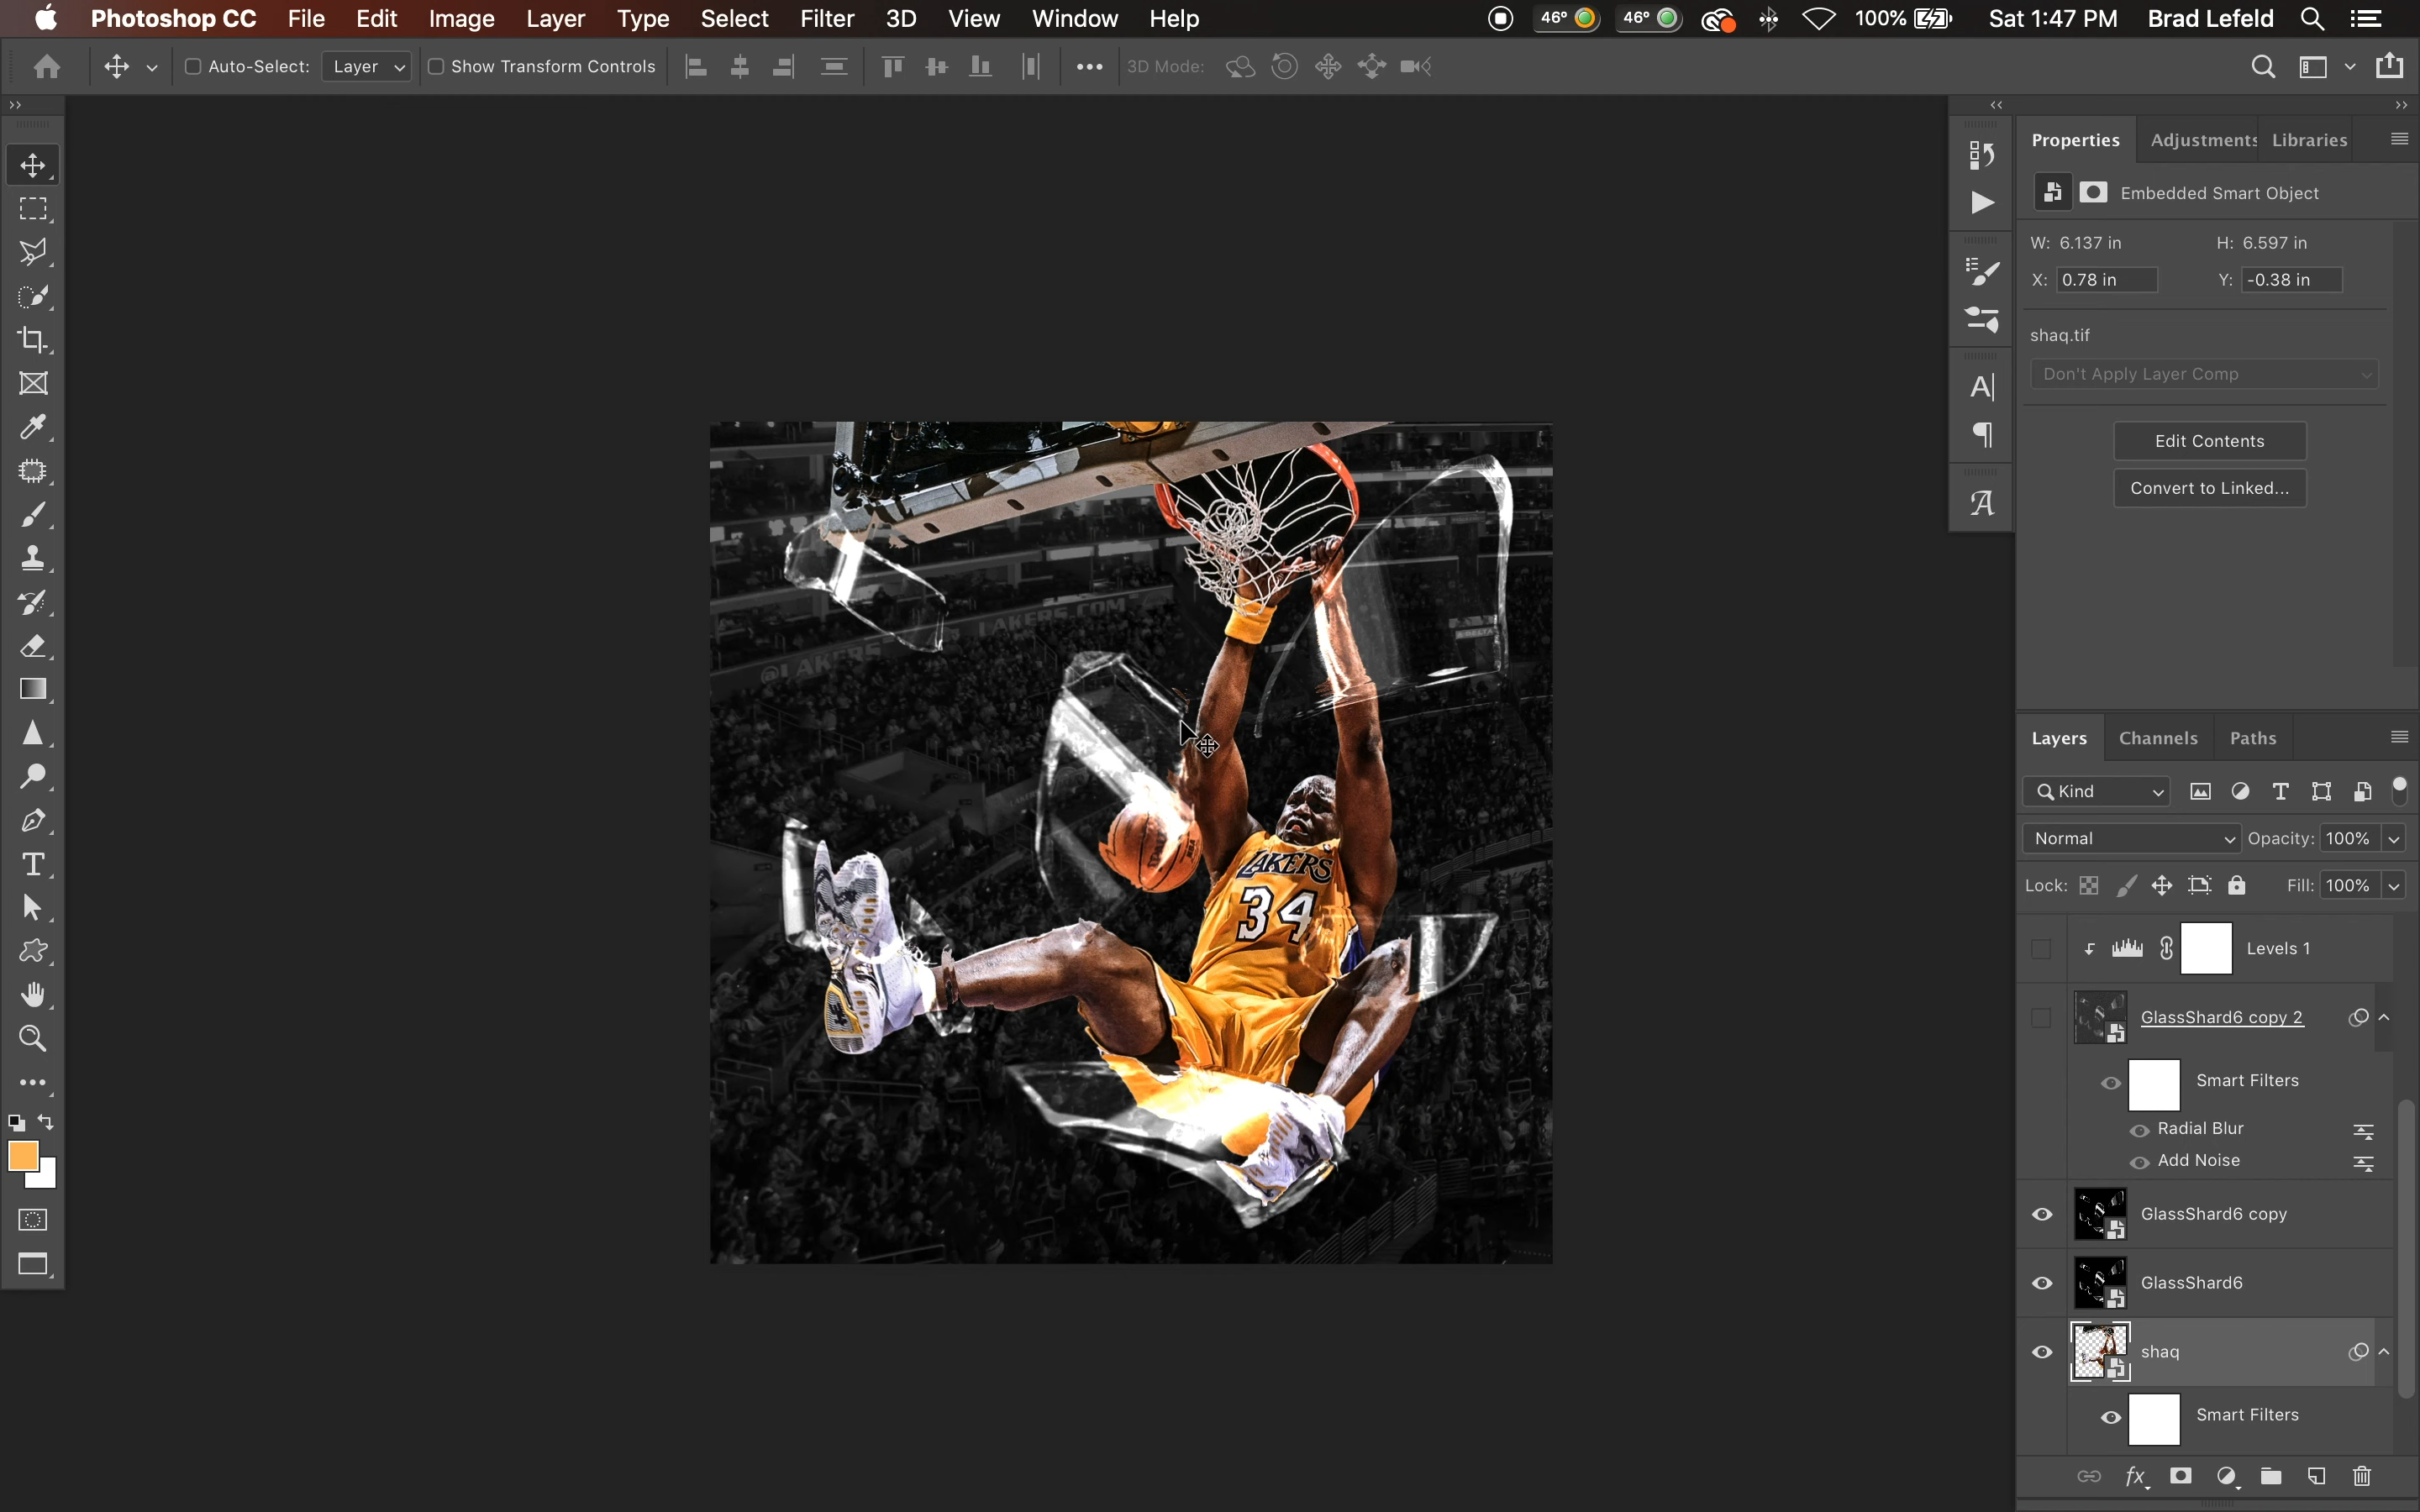 Photoshop CC File Edit Image Layer Type Select Filter 3D View Window Help 46° 46° 100% Sat 1:47 PM Brad Lefeld
Auto-Select: Layer Show Transform Controls 3D Mode:
Properties Adjustments Libraries
Embedded Smart Object
W: 6.137 in H: 6.597 in
X: 0.78 in Y: -0.38 in
shaq.tif
Don't Apply Layer Comp
Edit Contents
Convert to Linked...
LAKERS.COM
@LAKERS
LAKERS
34
Layers Channels Paths
Kind
Normal Opacity: 100%
Lock: Fill: 100%
Levels 1
GlassShard6 copy 2
Smart Filters
Radial Blur
Add Noise
GlassShard6 copy
GlassShard6
shaq
Smart Filters
fx